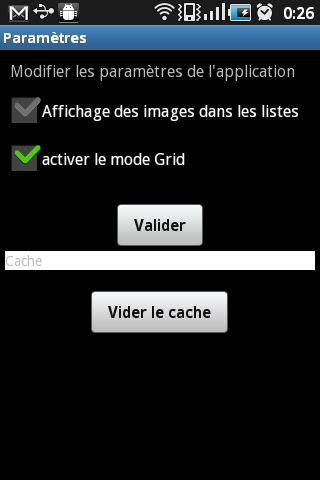 0:26
Paramètres
Modifier les paramètres de l'application
Affichage des images dans les listes
activer le mode Grid
Valider
Cache
Vider le cache